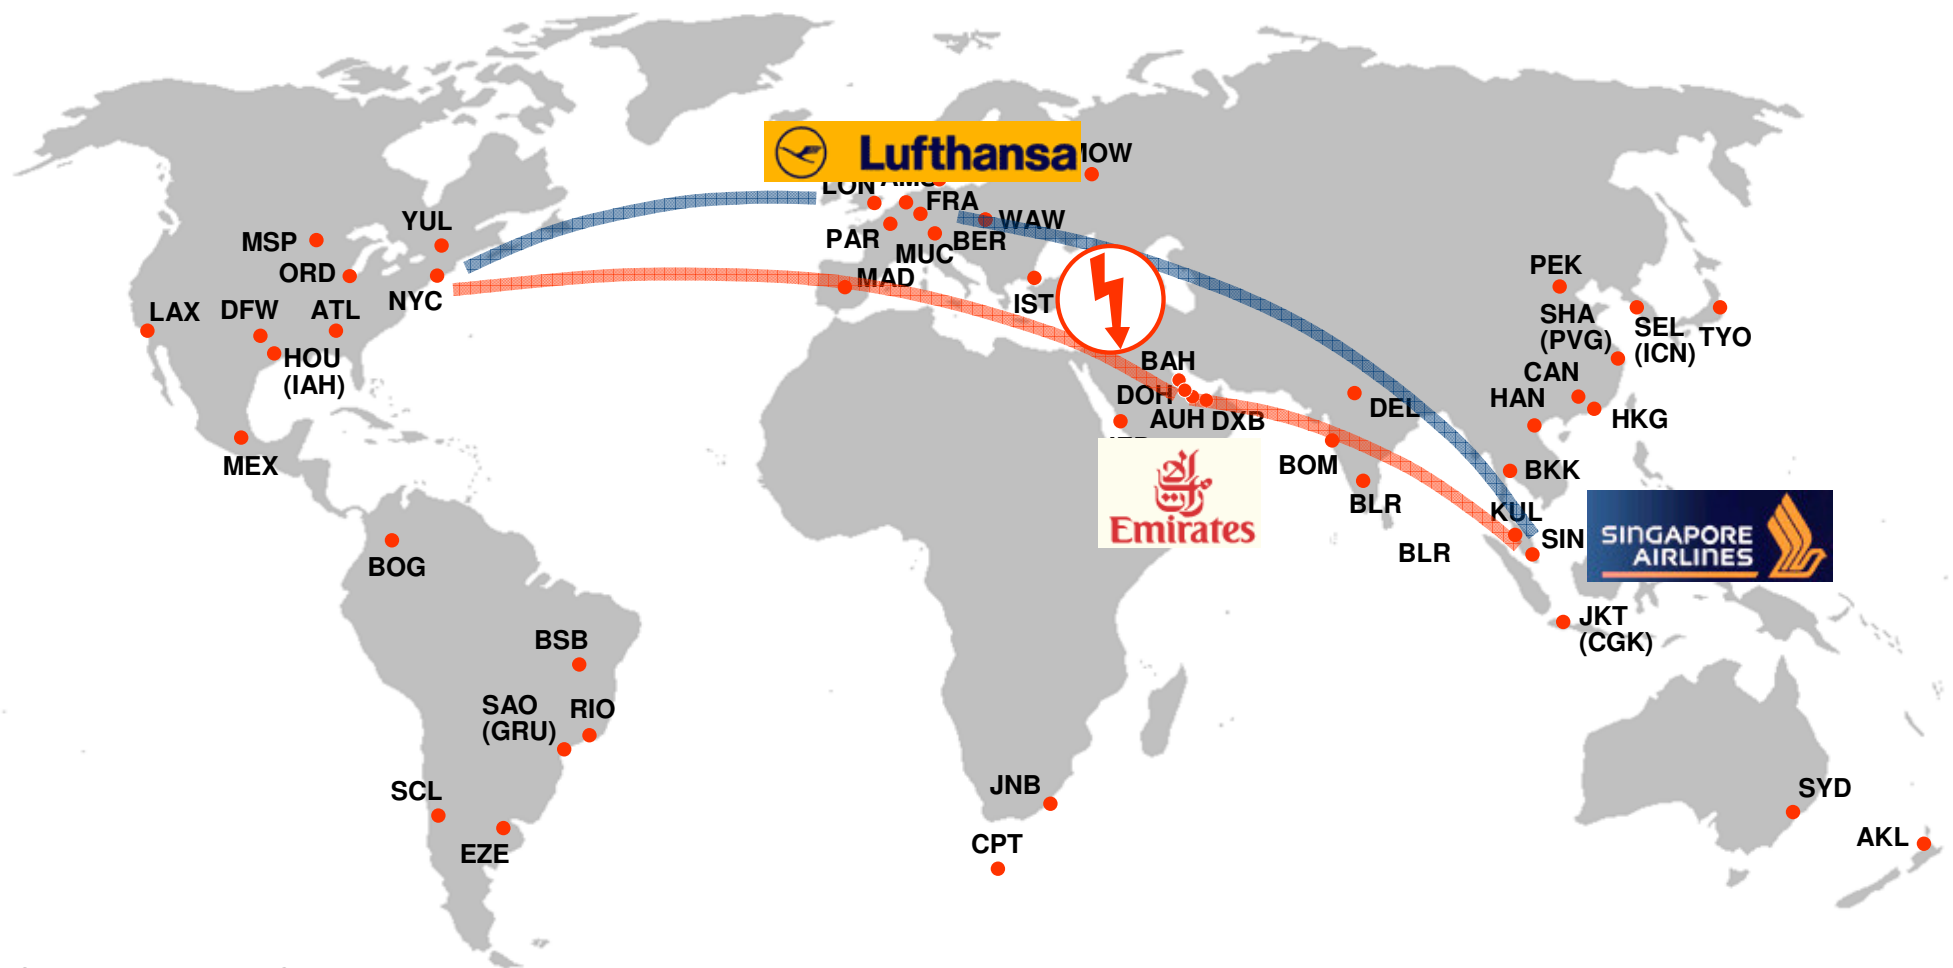 Lufthansa
MOW
LON
AMS
FRA
WAW
YUL
MSP
PAR
BER
MUC
ORD
PEK
MAD
NYC
IST
LAX
DFW
ATL
SHA
(PVG)
SEL
(ICN)
TYO
HOU
(IAH)
BAH
CAN
DOH
HAN
DEL
AUH
DXB
HKG
MEX
BOM
BKK
BLR
Emirates
KUL
SINGAPORE
AIRLINES
SIN
BLR
BOG
JKT
(CGK)
BSB
SAO
(GRU)
RIO
JNB
SCL
SYD
CPT
EZE
AKL